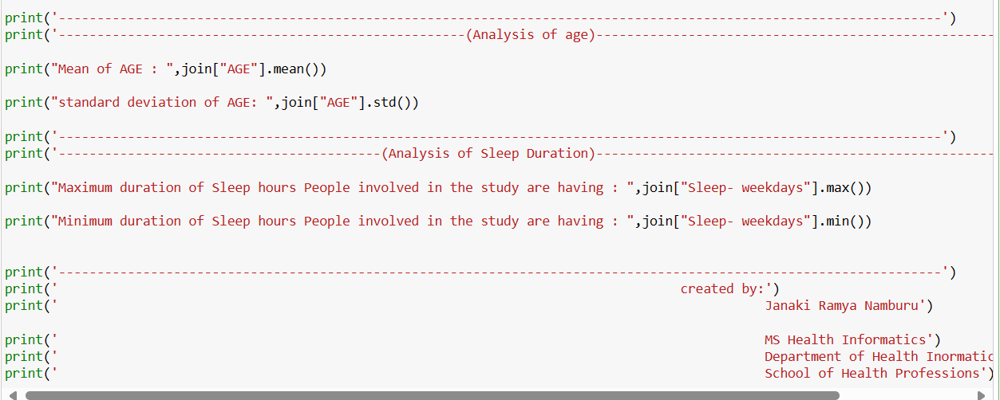 print('-------------------------------------------------------------------------------------------------------------------')
print('-----------------------------------------------------(Analysis of age)----------------------------------------------------
print("Mean of AGE : ",join["AGE"].mean())
print("standard deviation of AGE: ",join["AGE"].std())
print('-------------------------------------------------------------------------------------------------------------------')
print('------------------------------------------(Analysis of Sleep Duration)----------------------------------------------------
print("Maximum duration of Sleep hours People involved in the study are having : ",join["Sleep- weekdays"].max())
print("Minimum duration of Sleep hours People involved in the study are having : ",join["Sleep- weekdays"].min())
print('-------------------------------------------------------------------------------------------------------------------')
print('                                                                                 created by:')
print('                                                                                            Janaki Ramya Namburu')
print('                                                                                            MS Health Informatics')
print('                                                                                            Department of Health Inormatic
print('                                                                                            School of Health Professions')